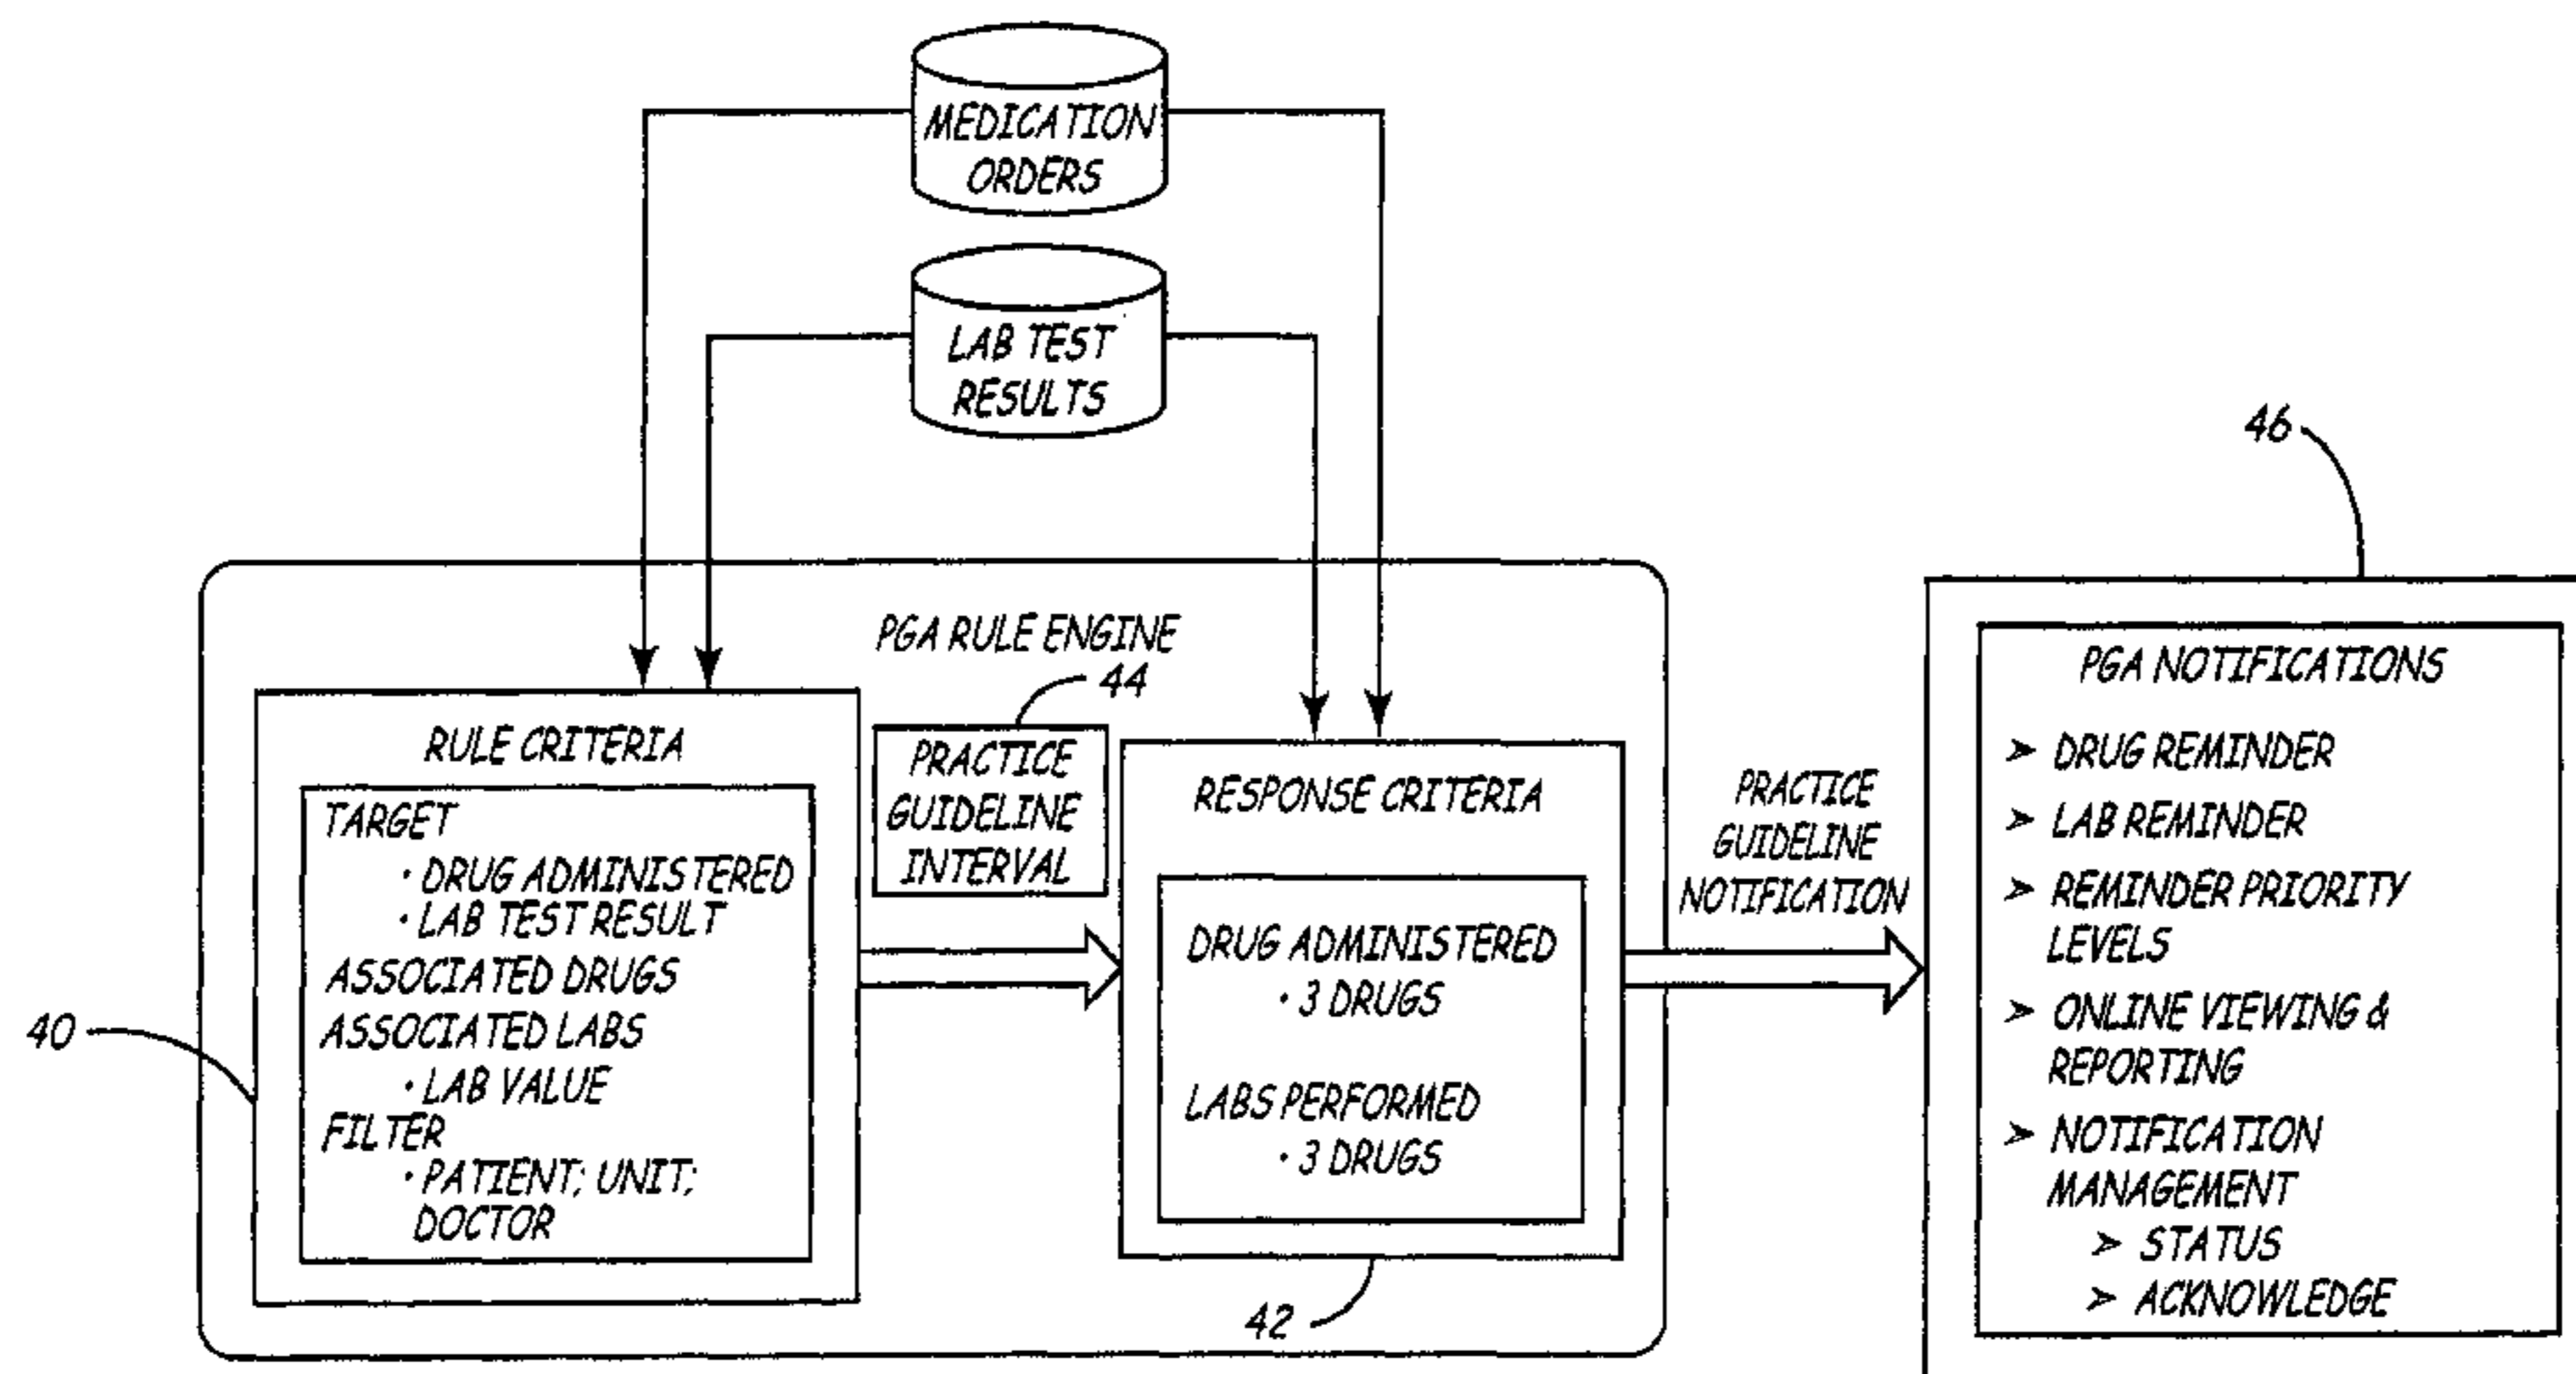 MEDICATION
ORDERS
LAB TEST
RESULTS
46
PGA RULE ENGINE
44
RULE CRITERIA
TARGET
· DRUG ADMINISTERED
· LAB TEST RESULT
ASSOCIATED DRUGS
ASSOCIATED LABS
· LAB VALUE
FILTER
· PATIENT; UNIT;
DOCTOR
40
PRACTICE
GUIDELINE
INTERVAL
RESPONSE CRITERIA
DRUG ADMINISTERED
· 3 DRUGS
LABS PERFORMED
· 3 DRUGS
42
PRACTICE
GUIDELINE
NOTIFICATION
PGA NOTIFICATIONS
➢ DRUG REMINDER
➢ LAB REMINDER
➢ REMINDER PRIORITY
LEVELS
➢ ONLINE VIEWING &
REPORTING
➢ NOTIFICATION
MANAGEMENT
➢ STATUS
➢ ACKNOWLEDGE